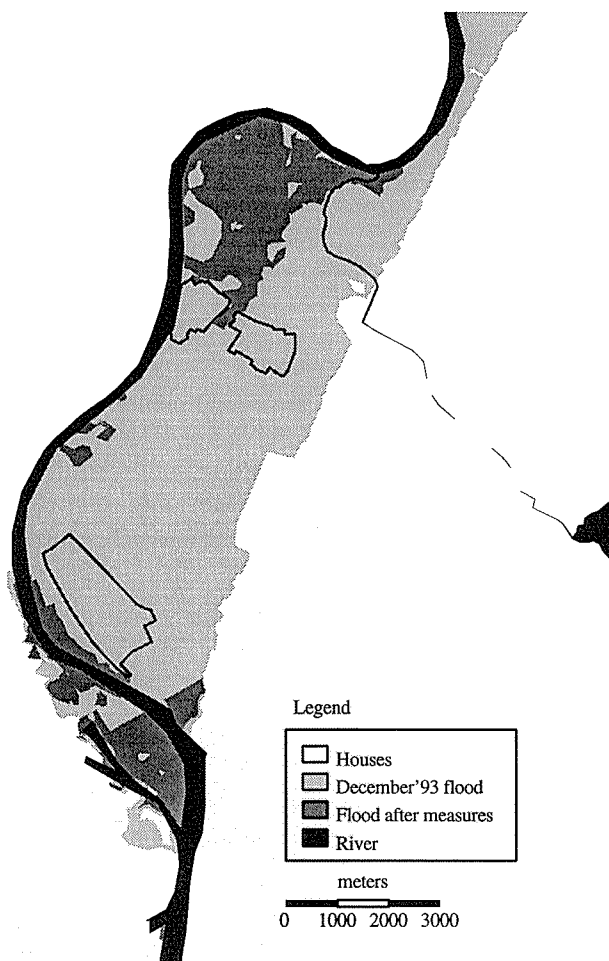 Legend
Houses
December'93 flood
Flood after measures
River
meters
0 1000 2000 3000